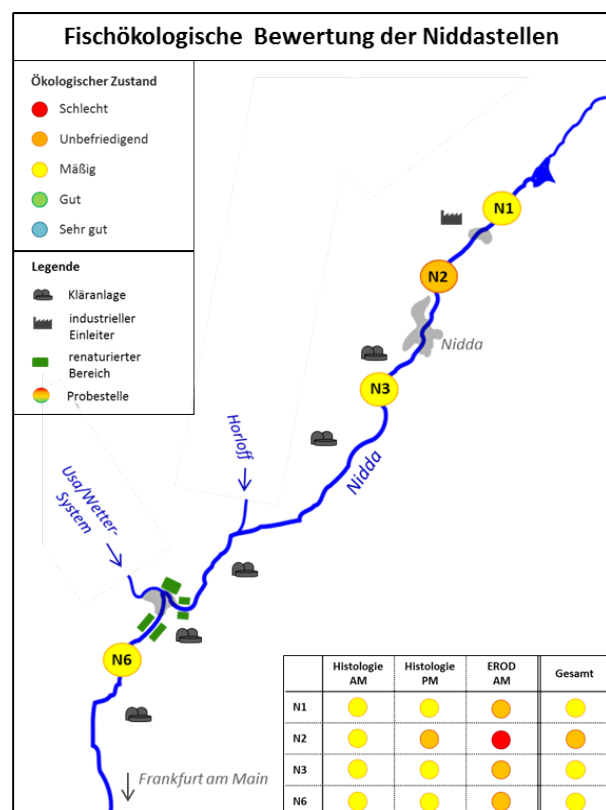 Fischökologische Bewertung der Niddastellen
Ökologischer Zustand
Schlecht
Unbefriedigend
Mäßig
Gut
Sehr gut
Legende
Kläranlage
industrieller
Einleiter
renaturierter
Bereich
Probestelle
N1
N2
Nidda
N3
Horloff
Nidda
Usa/Wetter-
System
N6
Frankfurt am Main
Histologie AM Histologie PM EROD AM Gesamt
N1
N2
N3
N6